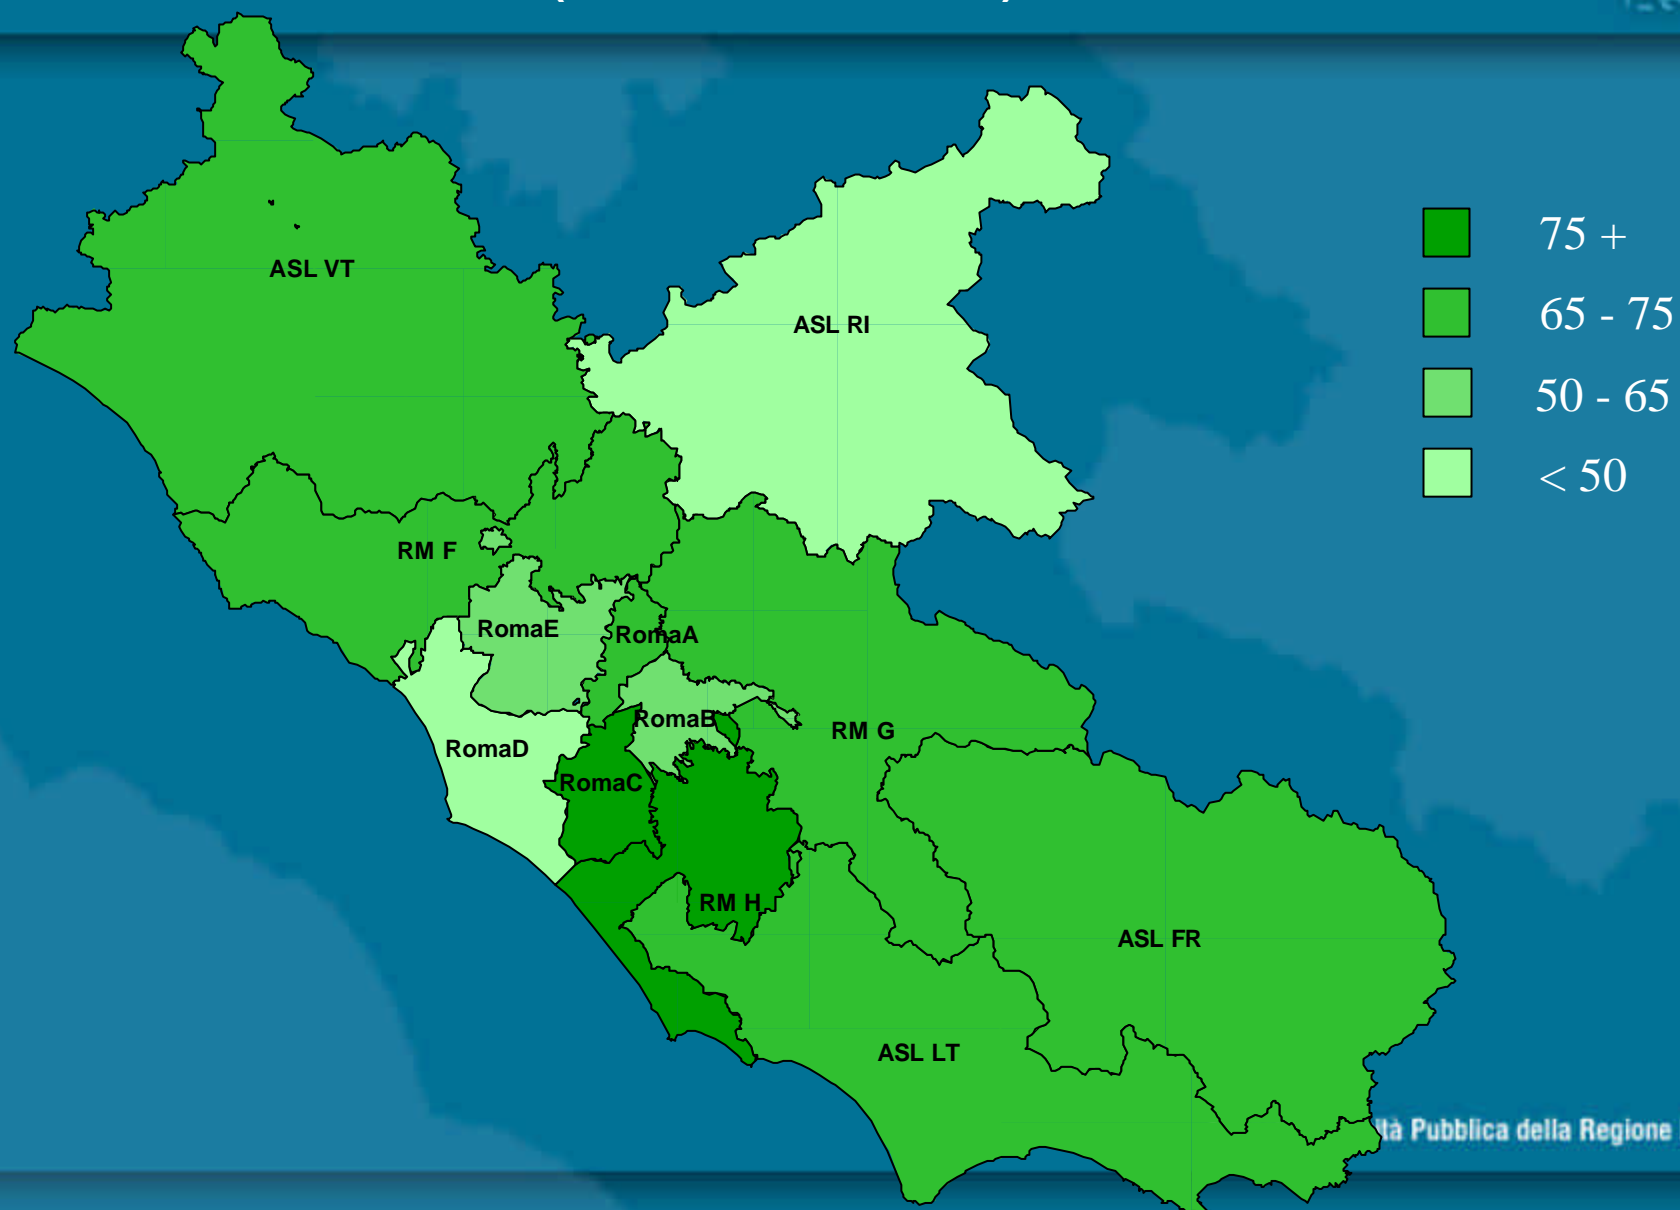 ASL VT
ASL RI
RM F
RomaE
RomaA
RomaB
RomaD
RomaC
RM G
RM H
ASL FR
ASL LT
75 +
65 - 75
50 - 65
< 50
Pubblica della Regione